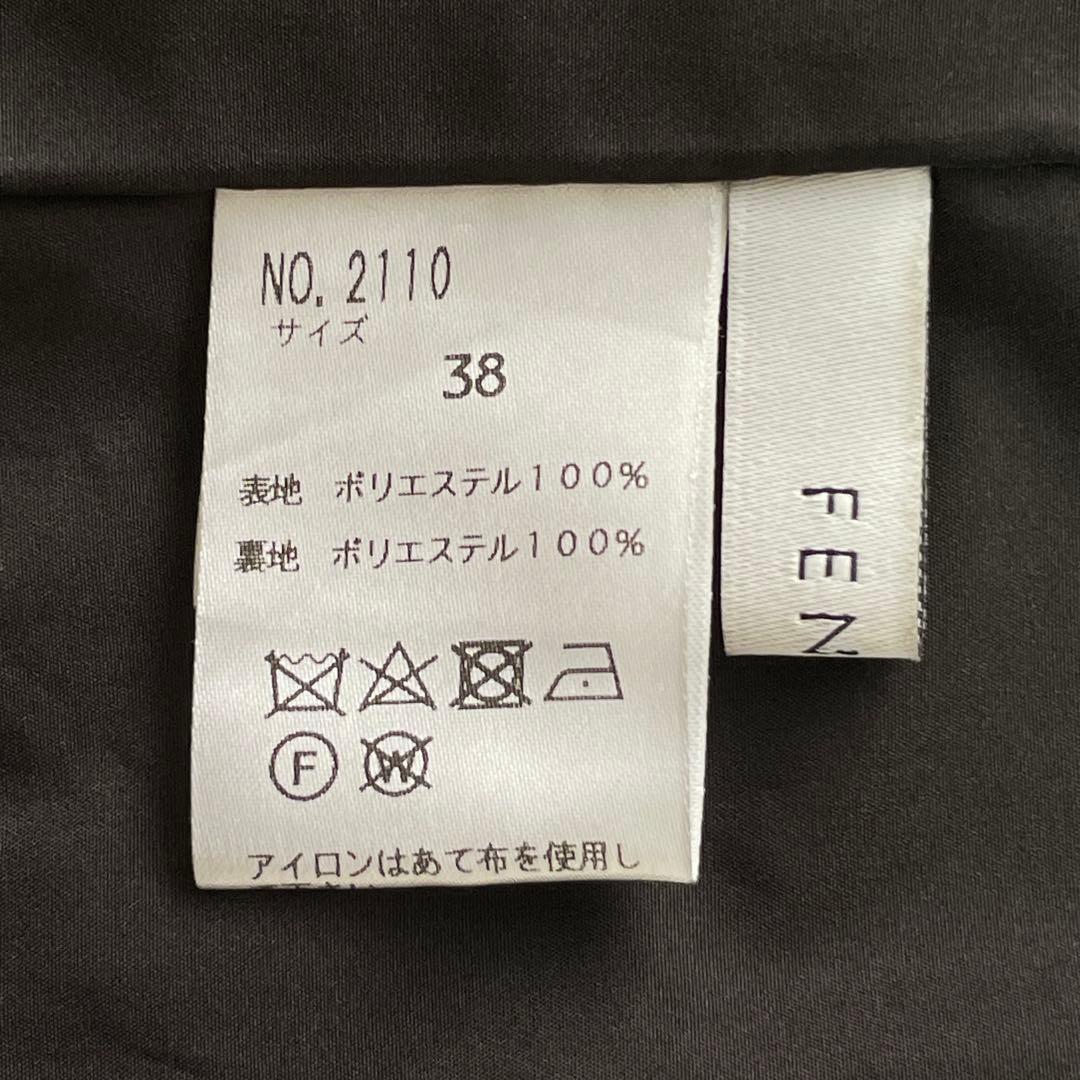 NO. 2110
サイズ
38
表地 ポリエステル100%
裏地 ポリエステル100%
F
W
アイロンはあて布を使用し
FEN